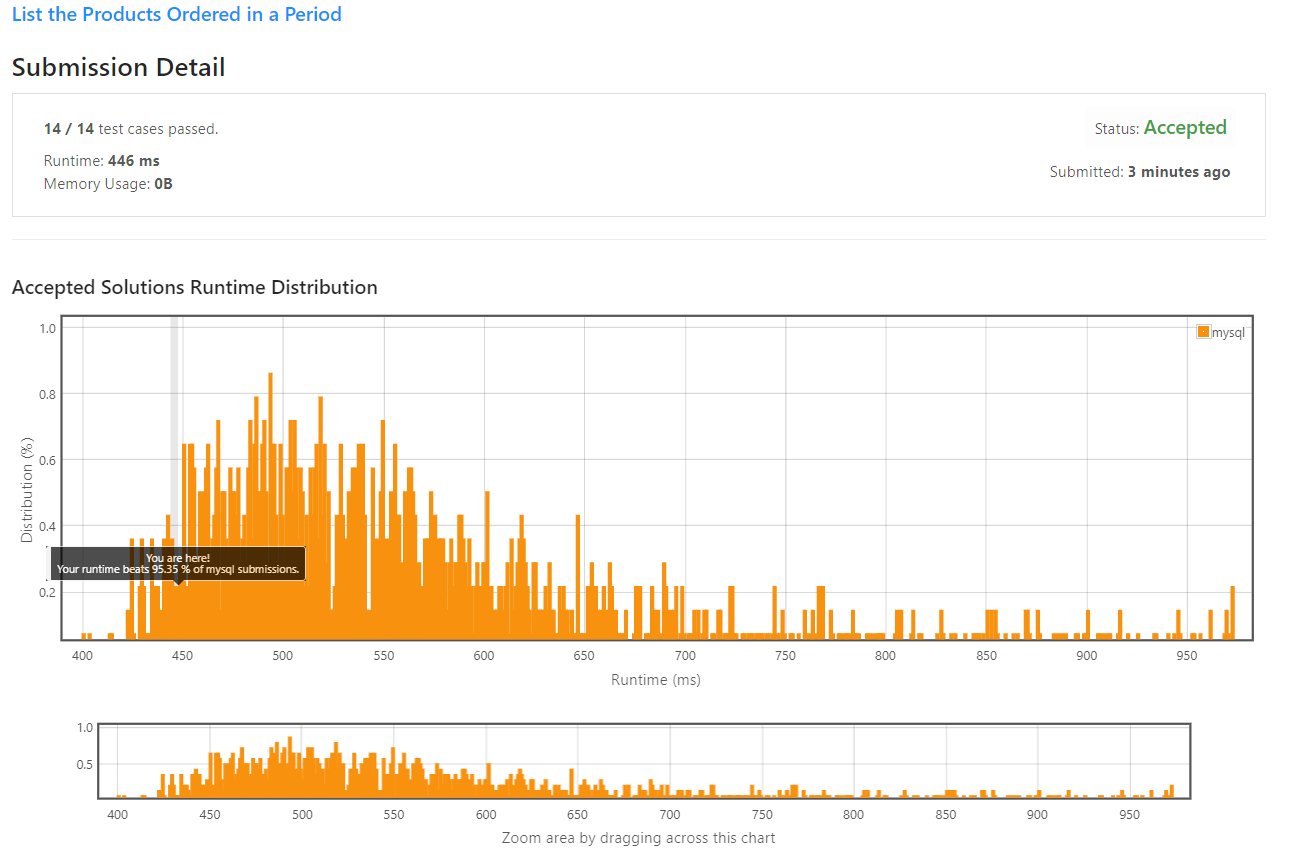 List the Products Ordered in a Period
Submission Detail
14 / 14 test cases passed.
Status: Accepted
Runtime: 446 ms
Submitted: 3 minutes ago
Memory Usage: 0B
Accepted Solutions Runtime Distribution
1.0
mysql
0.8
0.6
Distribution (%)
0.4
You are here!
Your runtime beats 95.35 % of mysql submissions.
0.2
400 450 500 550 600 650 700 750 800 850 900 950
Runtime (ms)
1.0
0.5
400 450 500 550 600 650 700 750 800 850 900 950
Zoom area by dragging across this chart